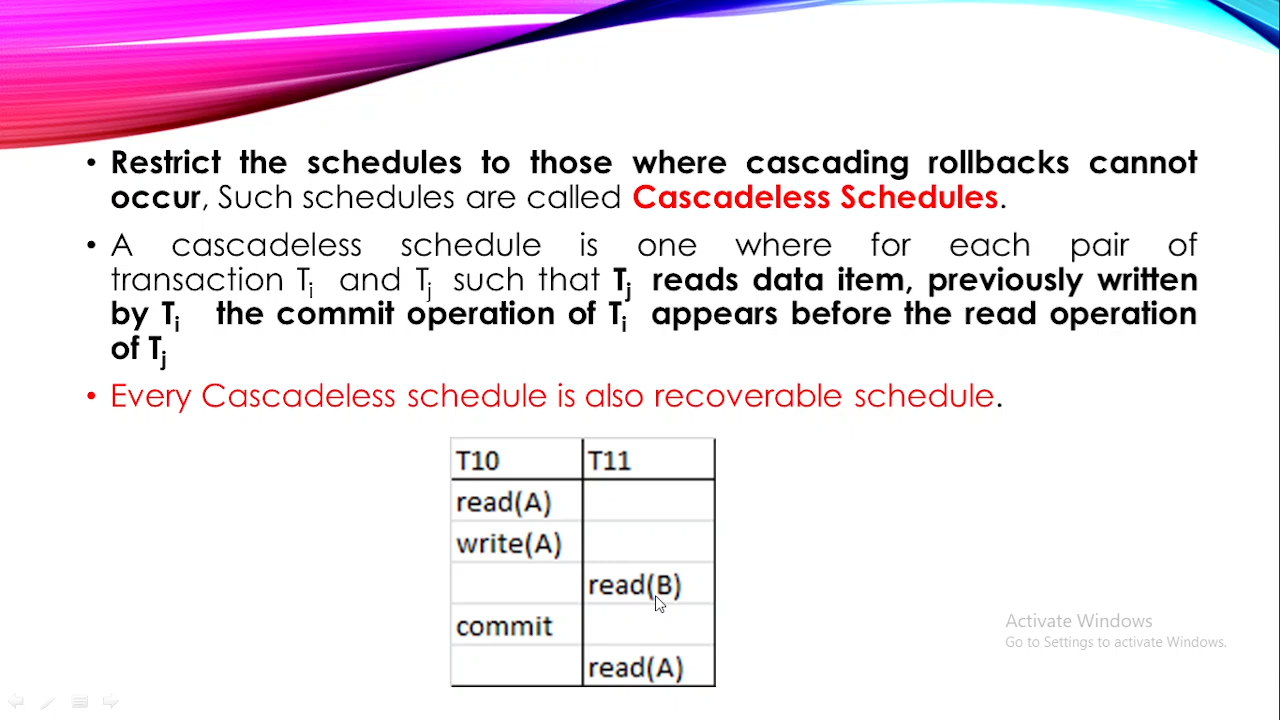 • Restrict the schedules to those where cascading rollbacks cannot
occur, Such schedules are called Cascadeless Schedules.
• A cascadeless schedule is one where for each pair of
transaction Ti and Tj such that Tj reads data item, previously written
by Ti the commit operation of Ti appears before the read operation
of Tj
• Every Cascadeless schedule is also recoverable schedule.
T10 T11
read(A)
write(A)
read(B)
commit
read(A)
Activate Windows
Go to Settings to activate Windows.